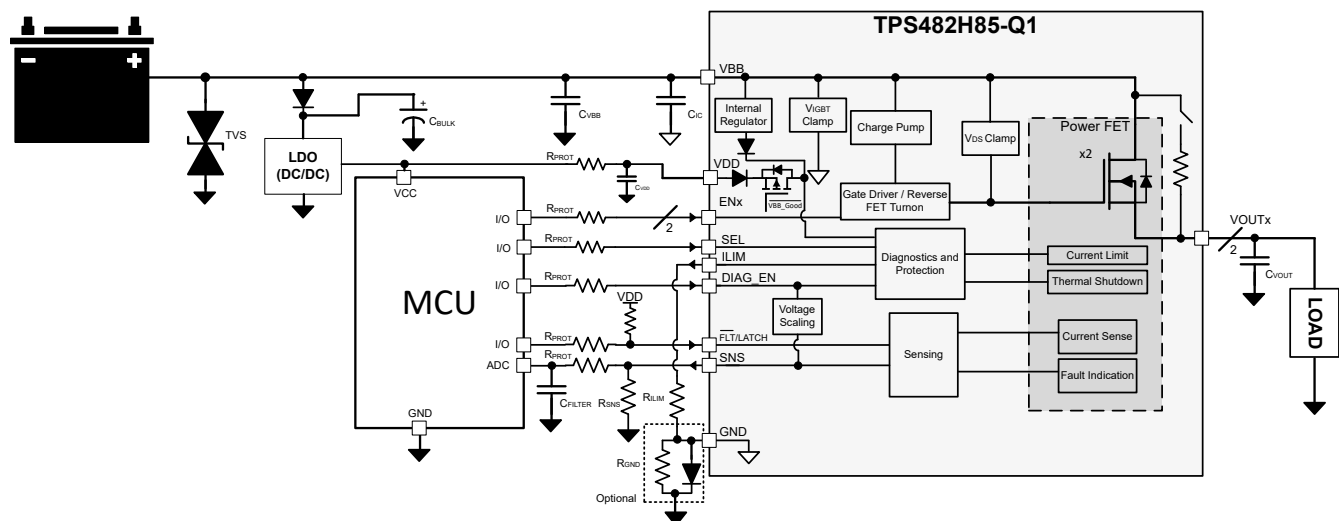 TPS482H85-Q1
VBB
TVS
CBULK
CVBB
CIC
Internal
Regulator
VIGBT
Clamp
Charge Pump
VDS Clamp
Power FET
x2
LDO
(DC/DC)
RPROT
CVDD
VDD
VBB_Good
VCC
ENx
Gate Driver / Reverse
FET Turnon
I/O
RPROT
2
VOUTx
2
CVOUT
I/O
RPROT
SEL
ILIM
Diagnostics and
Protection
Current Limit
Thermal Shutdown
I/O
RPROT
DIAG_EN
MCU
VDD
Voltage
Scaling
LOAD
I/O
RPROT
FLT/LATCH
Sensing
Current Sense
ADC
RPROT
SNS
Fault Indication
CFILTER
RSNS
RILIM
GND
GND
RGND
Optional